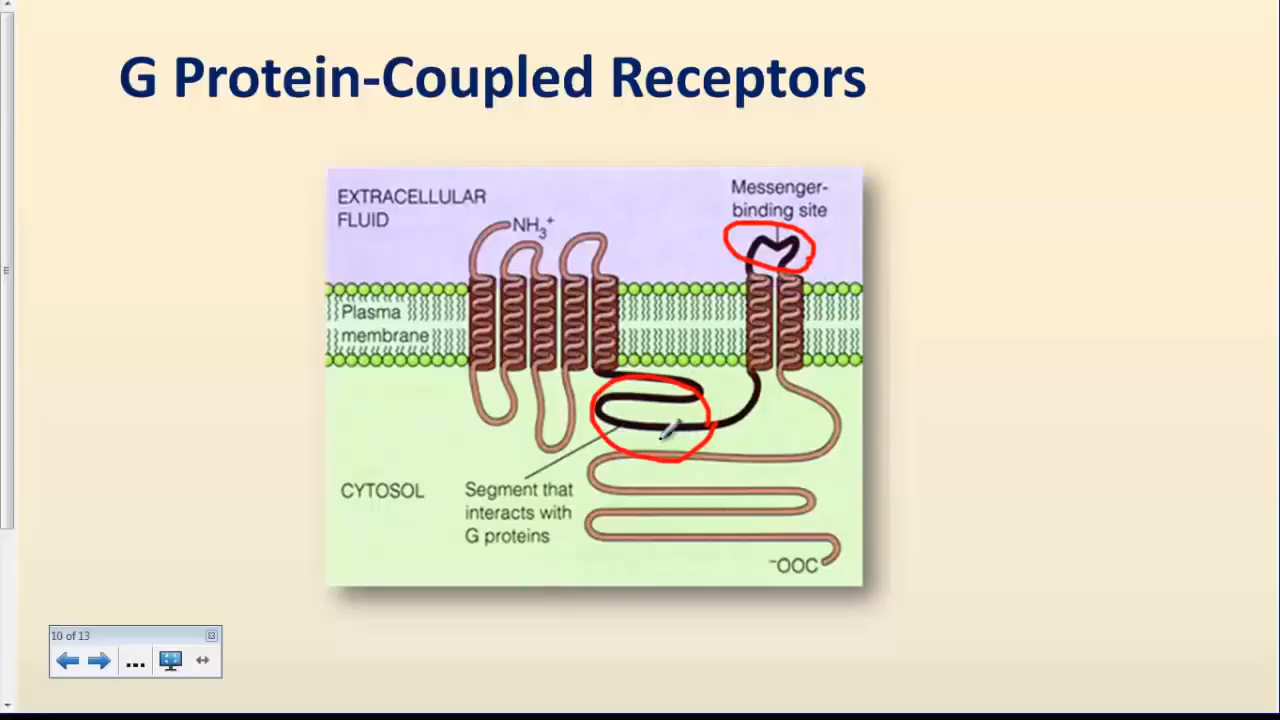 G Protein-Coupled Receptors
EXTRACELLULAR
FLUID
NH₃⁺
Messenger-
binding site
Plasma
membrane
CYTOSOL
Segment that
interacts with
G proteins
⁻OOC
10 of 13
...